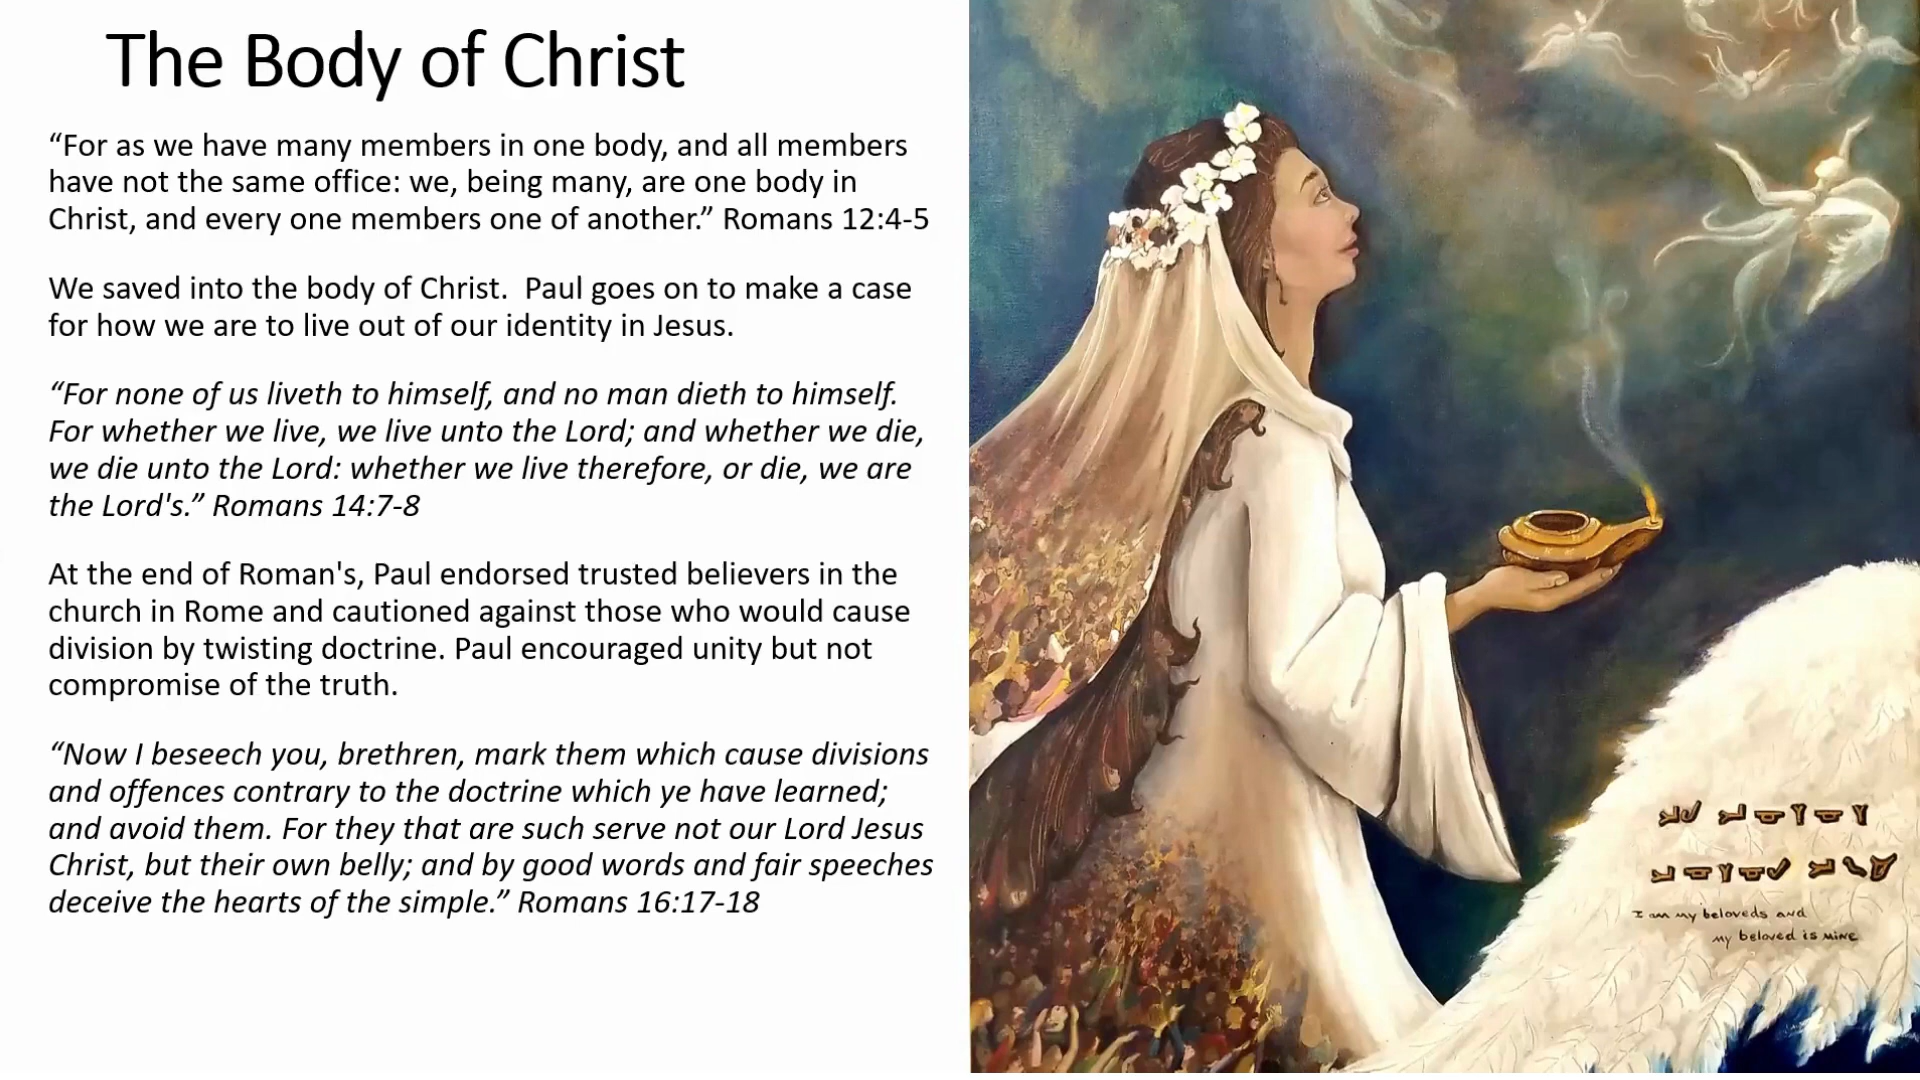 The Body of Christ
“For as we have many members in one body, and all members
have not the same office: we, being many, are one body in
Christ, and every one members one of another.” Romans 12:4-5
We saved into the body of Christ.  Paul goes on to make a case
for how we are to live out of our identity in Jesus.
“For none of us liveth to himself, and no man dieth to himself.
For whether we live, we live unto the Lord; and whether we die,
we die unto the Lord: whether we live therefore, or die, we are
the Lord's.” Romans 14:7-8
At the end of Roman's, Paul endorsed trusted believers in the
church in Rome and cautioned against those who would cause
division by twisting doctrine. Paul encouraged unity but not
compromise of the truth.
“Now I beseech you, brethren, mark them which cause divisions
and offences contrary to the doctrine which ye have learned;
and avoid them. For they that are such serve not our Lord Jesus
Christ, but their own belly; and by good words and fair speeches
deceive the hearts of the simple.” Romans 16:17-18
I am my beloveds and
my beloved is mine